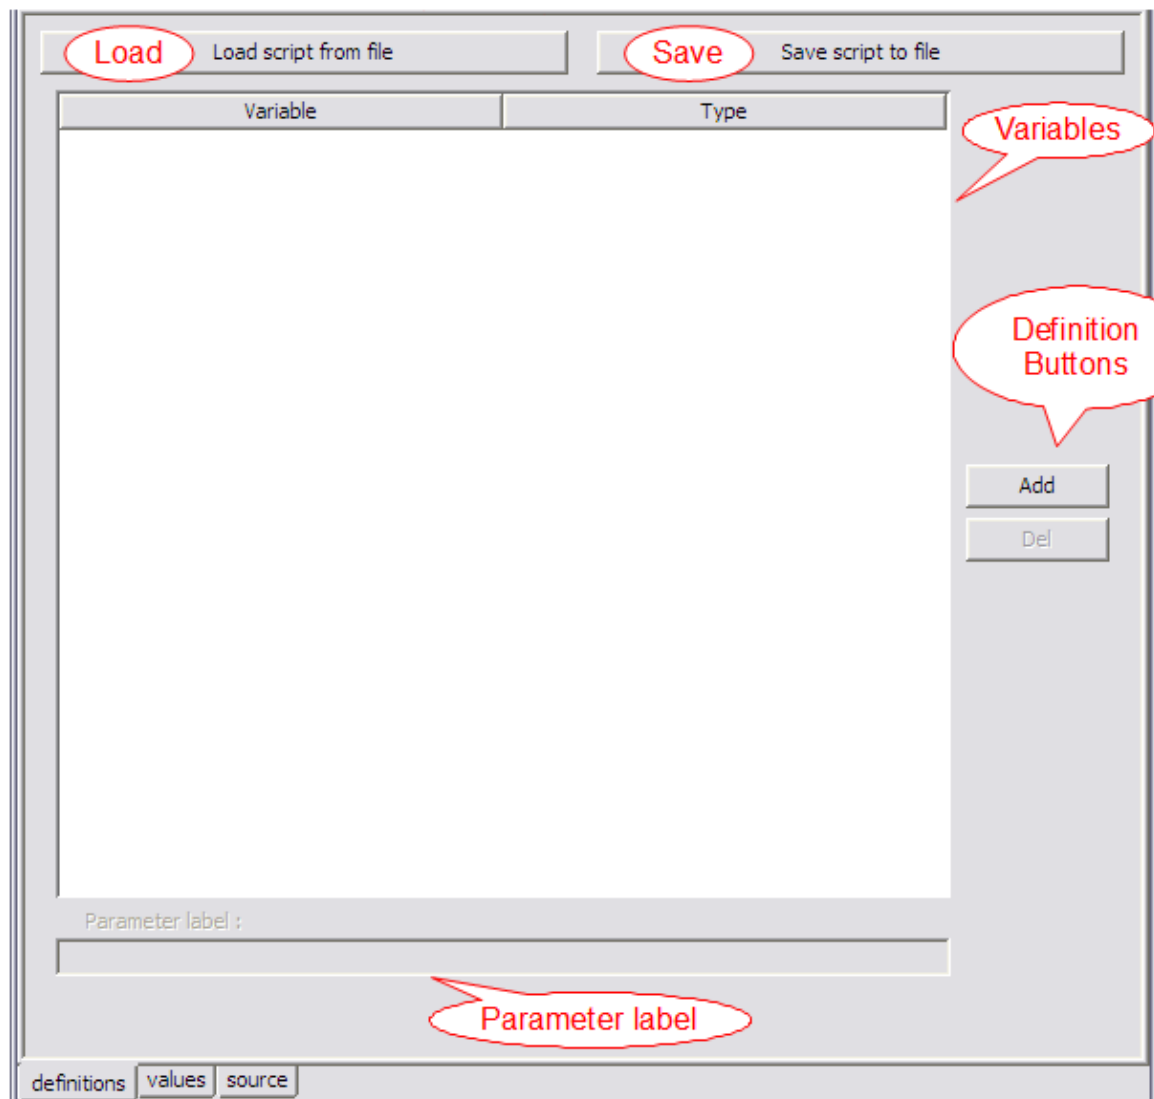 Load Load script from file Save Save script to file
Variable Type
Variables
Definition
Buttons
Add
Del
Parameter label :
Parameter label
definitions values source